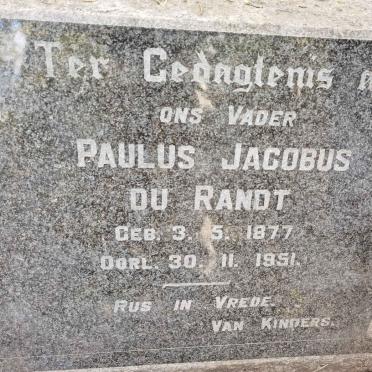 Ter Gedagtenis
ONS VADER
PAULUS JACOBUS
DU RANDT
GEB. 3. 5. 1877
OORL. 30. 11. 1951.
RUS IN VREDE.
VAN KINDERS.